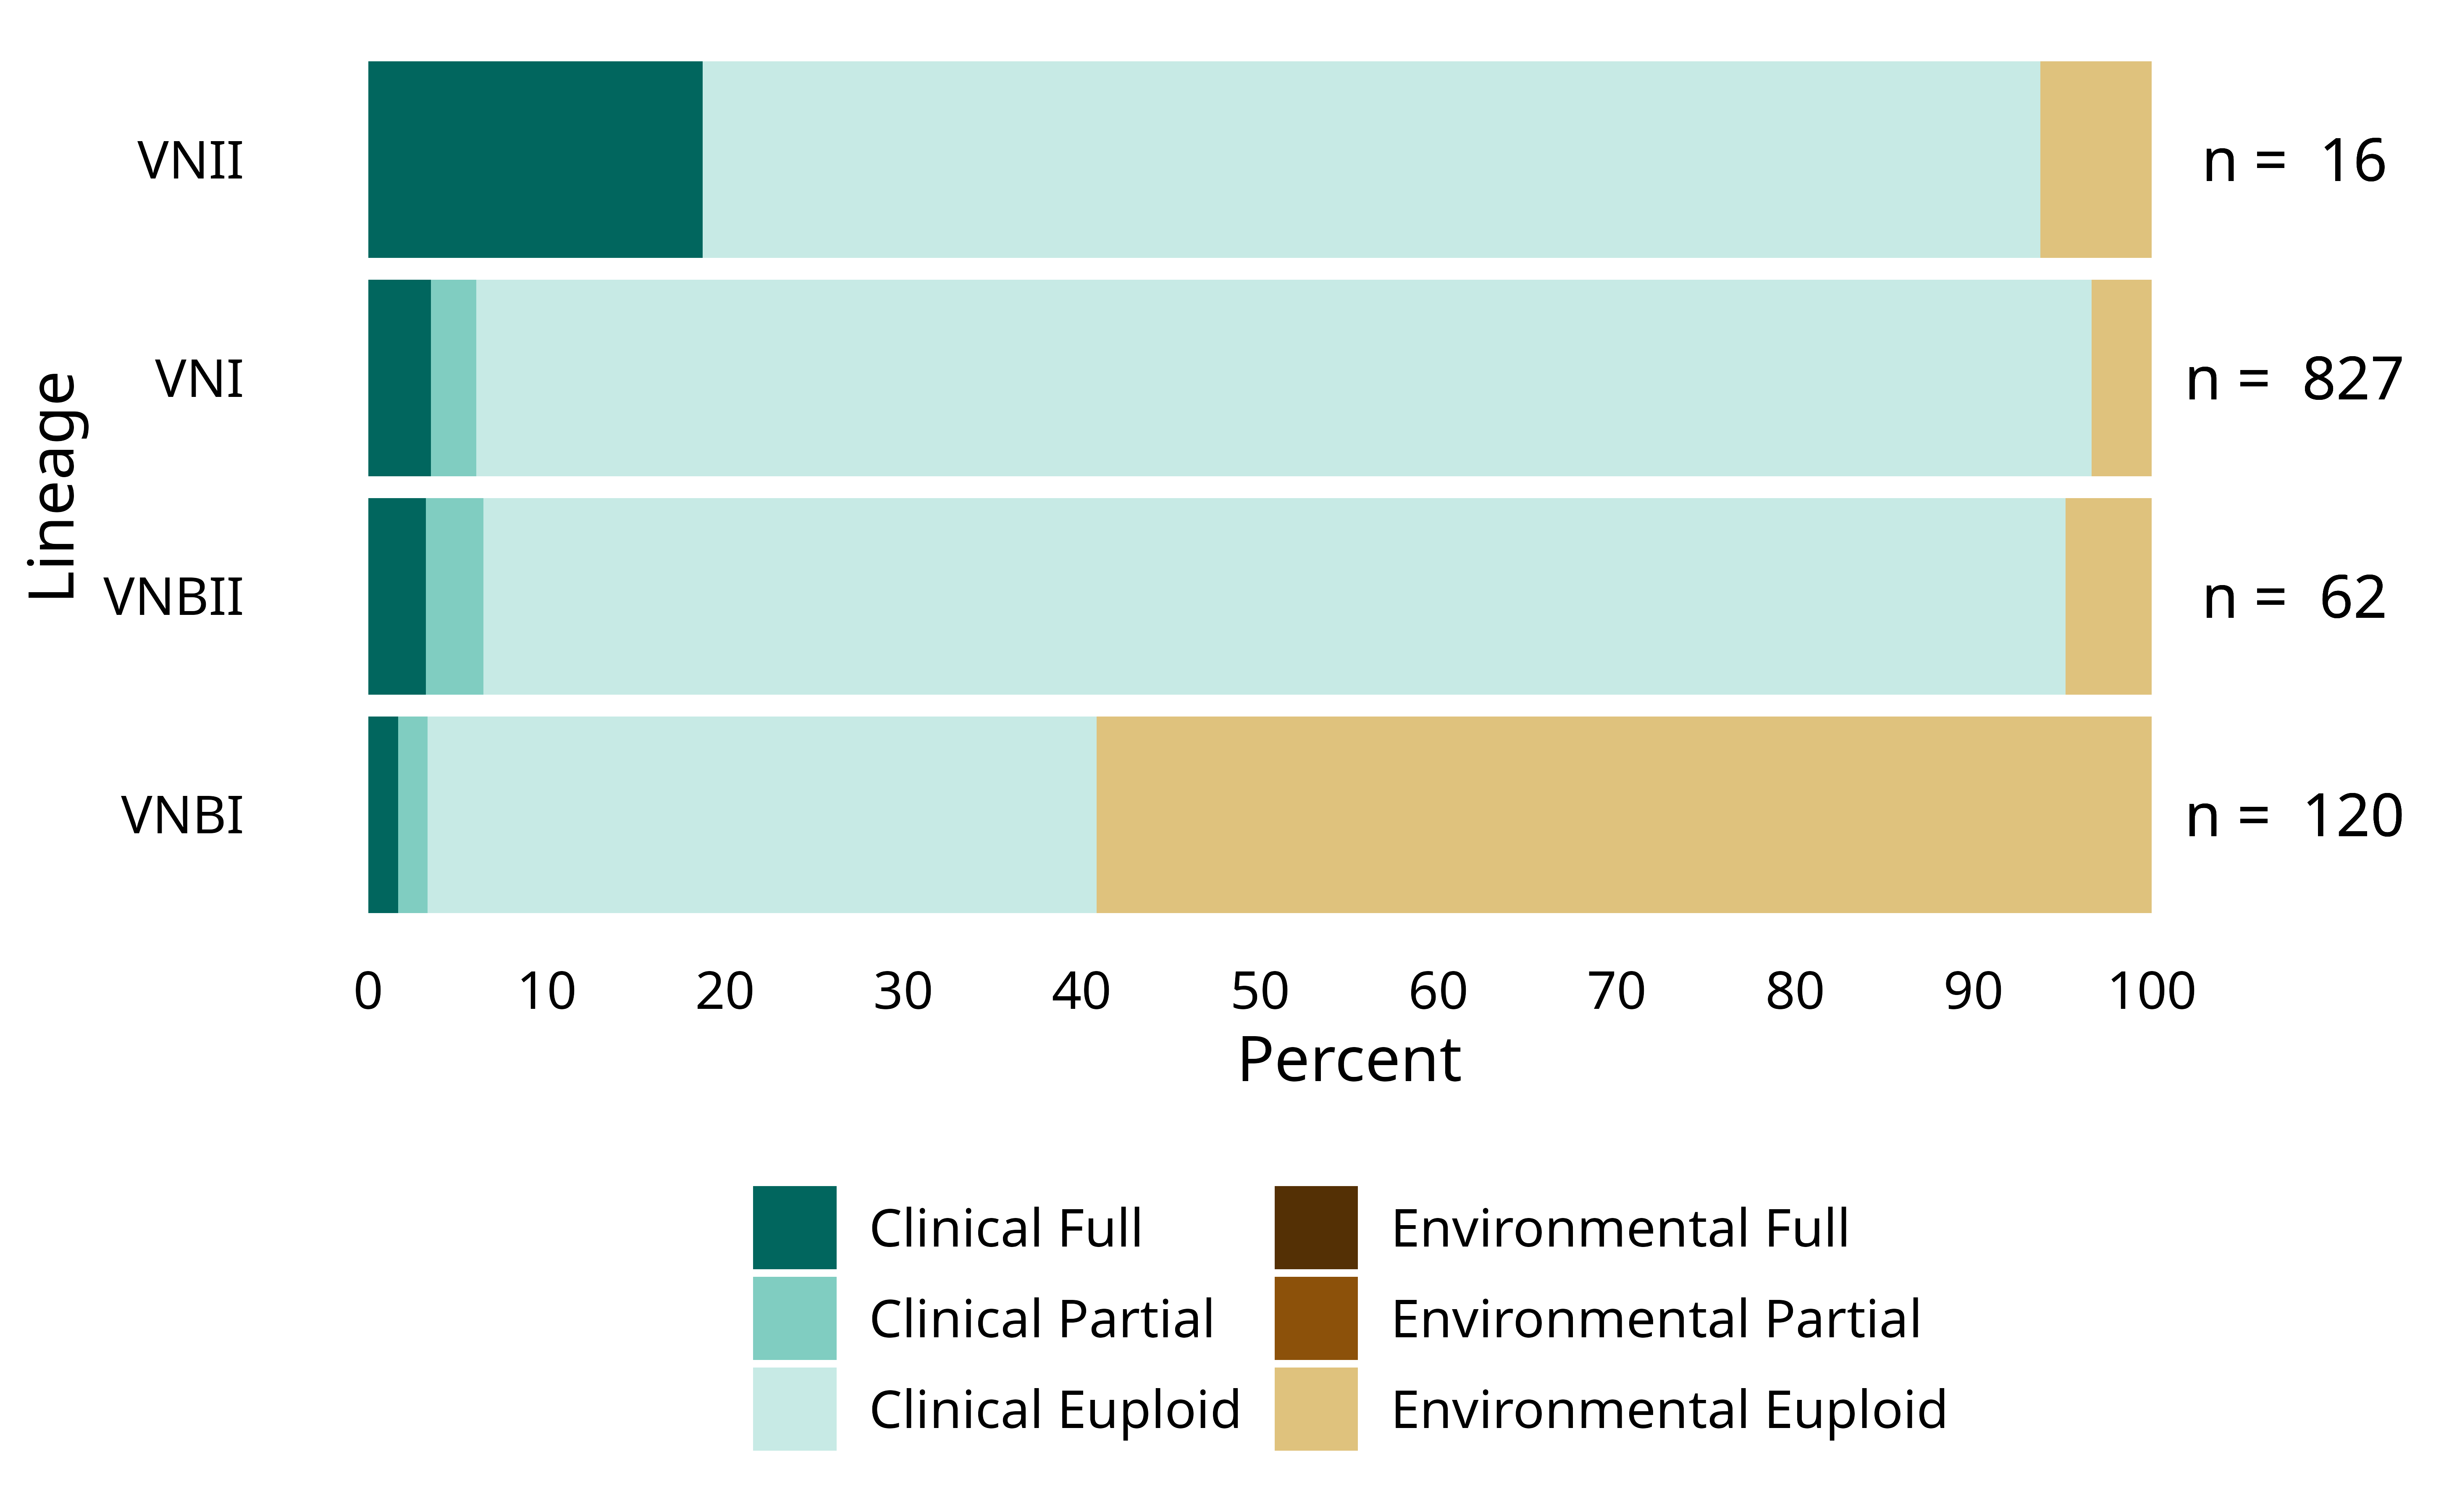 VNII
n = 16
VNI
n = 827
Lineage
VNBII
n = 62
VNBI
n = 120
0 10 20 30 40 50 60 70 80 90 100
Percent
Clinical Full
Clinical Partial
Clinical Euploid
Environmental Full
Environmental Partial
Environmental Euploid